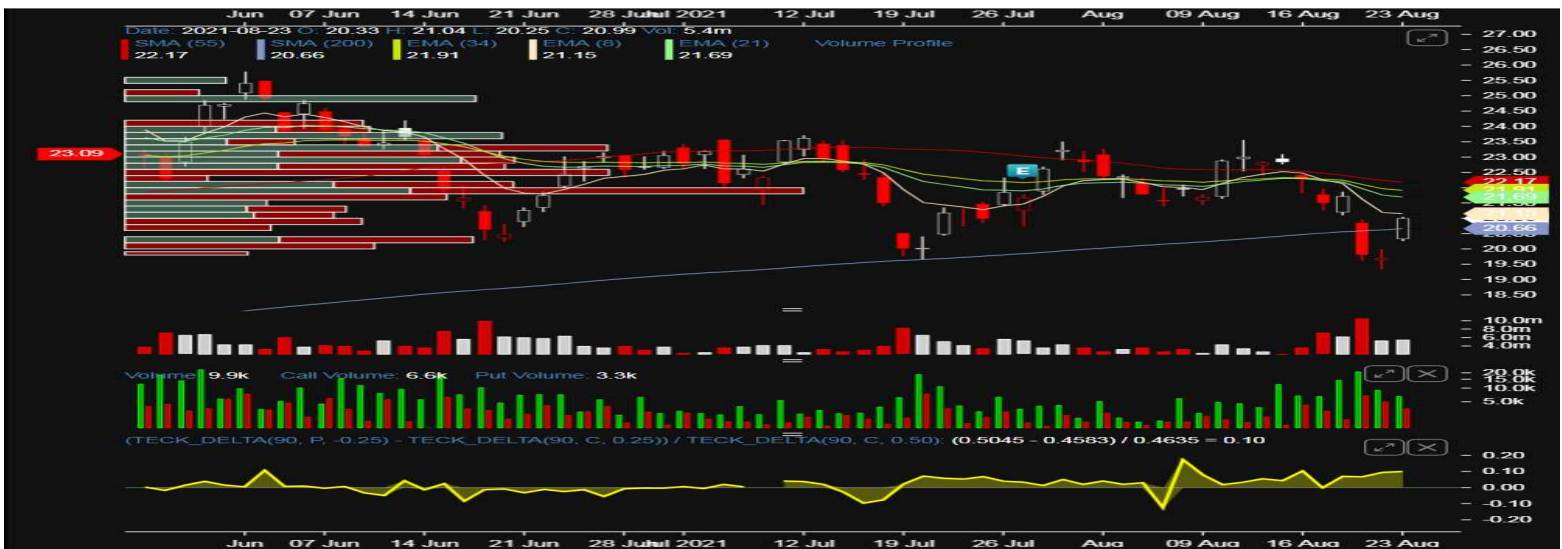 Jun 07 Jun 14 Jun 21 Jun 28 Jun Jul 2021 12 Jul 19 Jul 26 Jul Aug 09 Aug 16 Aug 23 Aug
Date: 2021-08-23 O: 20.33 H: 21.04 L: 20.25 C: 20.99 Vol: 5.4m
SMA (55) SMA (200) EMA (34) EMA (8) EMA (21) Volume Profile
22.17 20.66 21.91 21.15 21.69
27.00
26.50
26.00
25.50
25.00
24.50
24.00
23.50
23.09
23.00
22.50
E
22.17
21.91
21.69
21.15
20.66
20.00
19.50
19.00
18.50
10.0m
8.0m
6.0m
4.0m
Volume: 9.9k Call Volume: 6.6k Put Volume: 3.3k
20.0k
15.0k
10.0k
5.0k
(TECK_DELTA(90, P, -0.25) - TECK_DELTA(90, C, 0.25)) / TECK_DELTA(90, C, 0.50): (0.5045 - 0.4583) / 0.4635 = 0.10
0.20
0.10
0.00
-0.10
-0.20
Jun 07 Jun 14 Jun 21 Jun 28 Jun Jul 2021 12 Jul 19 Jul 26 Jul Aug 09 Aug 16 Aug 23 Aug